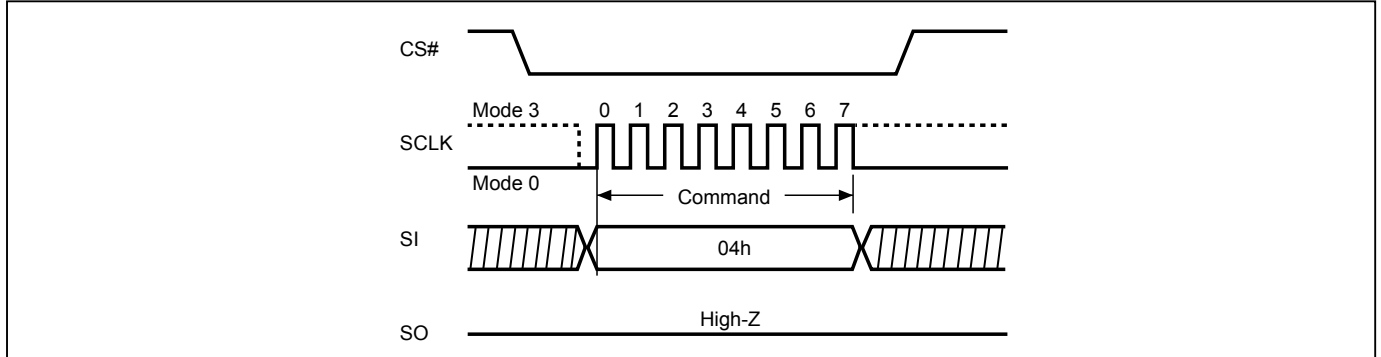 CS#
Mode 3 0 1 2 3 4 5 6 7
SCLK
Mode 0
Command
SI
04h
High-Z
SO